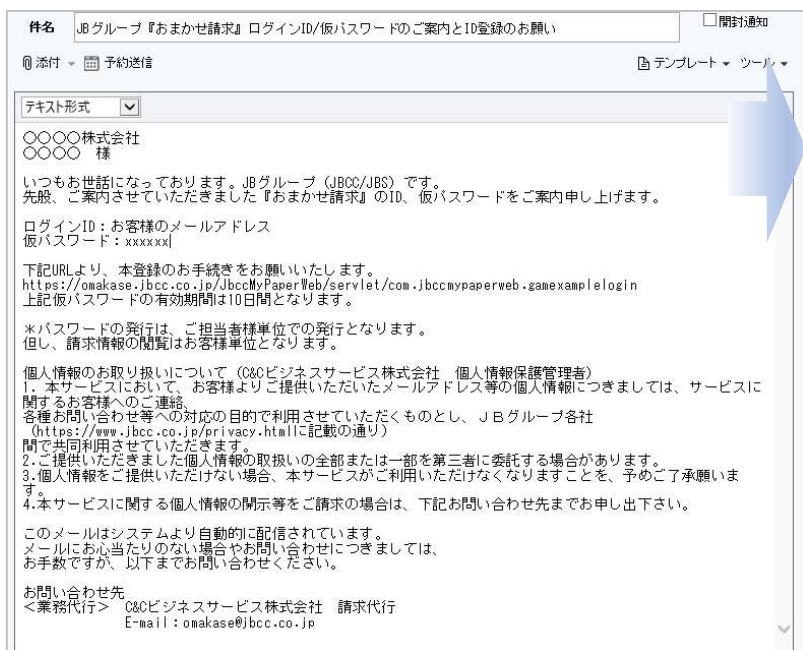 件名 JBグループ『おまかせ請求』ログインID/仮パスワードのご案内とID登録のお願い 開封通知
添付 予約送信 テンプレート ツール
テキスト形式
〇〇〇〇株式会社
〇〇〇〇 様
いつもお世話になっております。JBグループ (JBCC/JBS) です。
先般、ご案内させていただきました『おまかせ請求』のID、仮パスワードをご案内申し上げます。
ログインID：お客様のメールアドレス
仮パスワード：xxxxxx
下記URLより、本登録のお手続きをお願いいたします。
https://omakase.jbcc.co.jp/JbccMyPaperWeb/servlet/com.jbccmypaperweb.gamexamplelogin
上記仮パスワードの有効期間は10日間となります。
＊パスワードの発行は、ご担当者様単位での発行となります。
但し、請求情報の閲覧はお客様単位となります。
個人情報のお取り扱いについて (C&Cビジネスサービス株式会社 個人情報保護管理者)
1. 本サービスにおいて、お客様よりご提供いただいたメールアドレス等の個人情報につきましては、サービスに
関するお客様へのご連絡、
各種お問い合わせ等への対応の目的で利用させていただくものとし、ＪＢグループ各社
(https://www.jbcc.co.jp/privacy.htmlに記載の通り)
間で共同利用させていただきます。
2.ご提供いただきました個人情報の取扱いの全部または一部を第三者に委託する場合があります。
3.個人情報をご提供いただけない場合、本サービスがご利用いただけなくなりますことを、予めご了承願いま
す。
4.本サービスに関する個人情報の開示等をご請求の場合は、下記お問い合わせ先までお申し出下さい。
このメールはシステムより自動的に配信されています。
メールにお心当たりのない場合やお問い合わせにつきましては、
お手数ですが、以下までお問い合わせください。
お問い合わせ先
＜業務代行＞ C&Cビジネスサービス株式会社 請求代行
E-mail：omakase@jbcc.co.jp